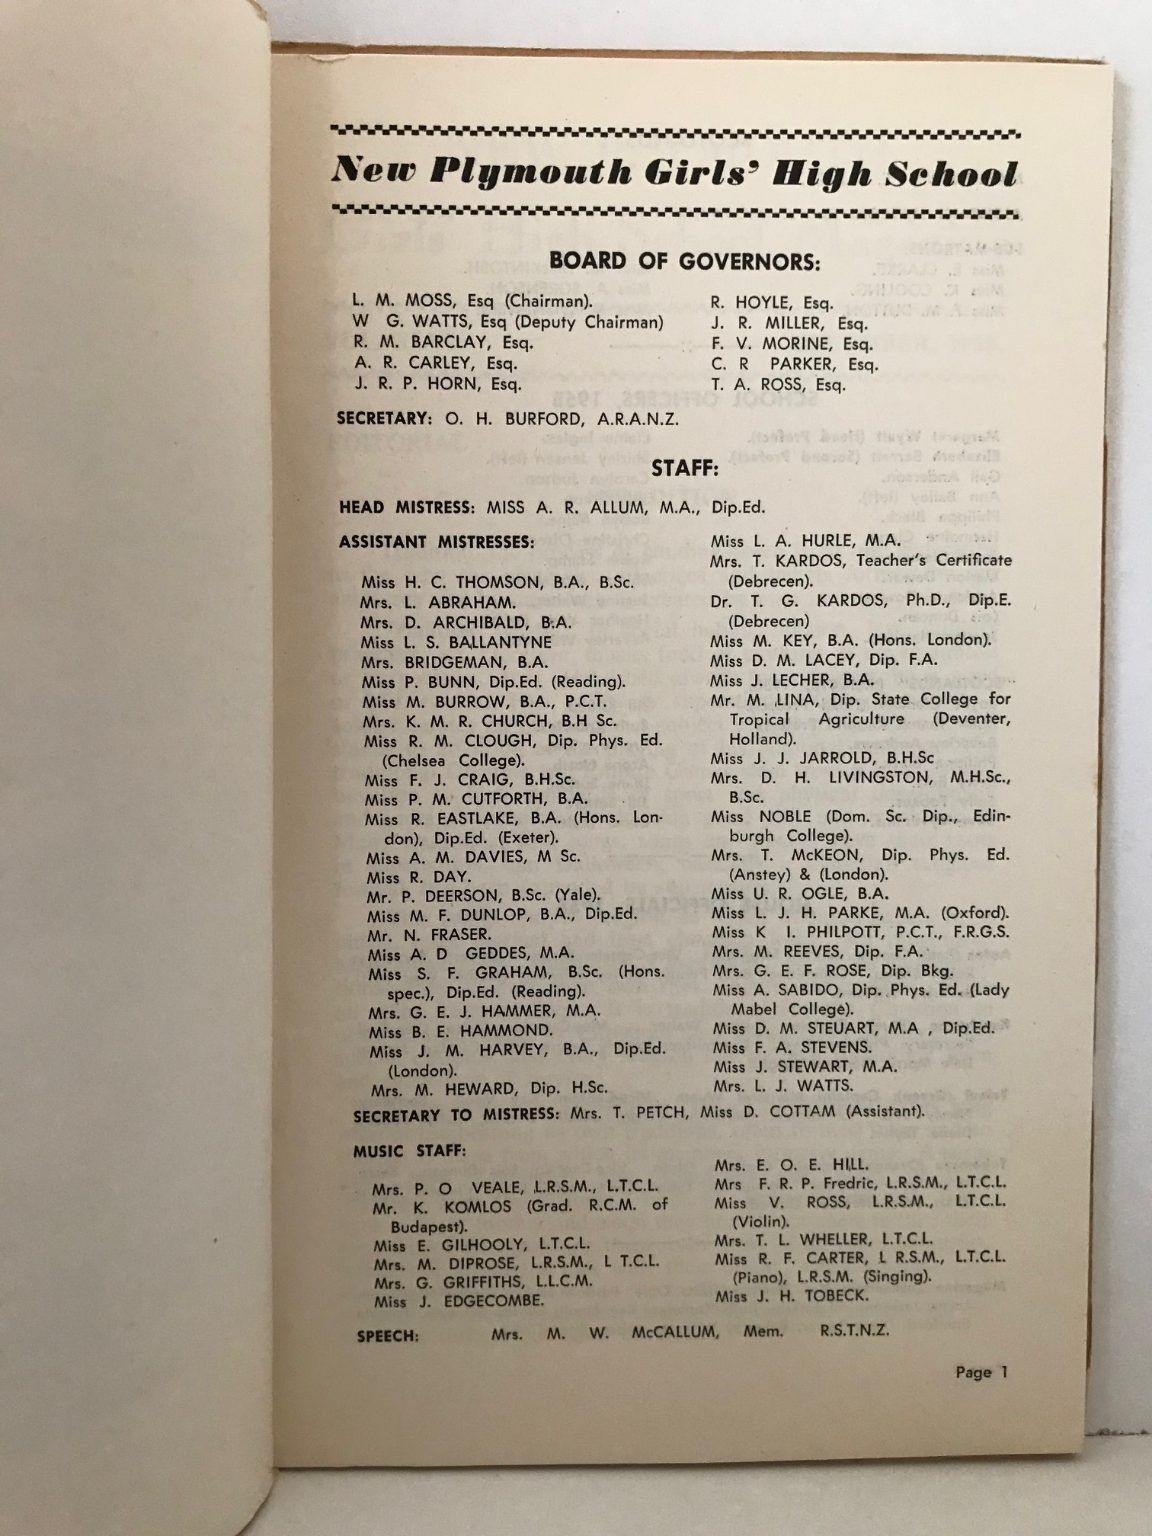 New Plymouth Girls' High School
BOARD OF GOVERNORS:
L. M. MOSS, Esq (Chairman).
W G. WATTS, Esq (Deputy Chairman)
R. M. BARCLAY, Esq.
A. R. CARLEY, Esq.
J. R. P. HORN, Esq.
R. HOYLE, Esq.
J. R. MILLER, Esq.
F. V. MORINE, Esq.
C. R PARKER, Esq.
T. A. ROSS, Esq.
SECRETARY: O. H. BURFORD, A.R.A.N.Z.
STAFF:
HEAD MISTRESS: MISS A. R. ALLUM, M.A., Dip.Ed.
ASSISTANT MISTRESSES:
Miss H. C. THOMSON, B.A., B.Sc.
Mrs. L. ABRAHAM.
Mrs. D. ARCHIBALD, B.A.
Miss L. S. BALLANTYNE
Mrs. BRIDGEMAN, B.A.
Miss P. BUNN, Dip.Ed. (Reading).
Miss M. BURROW, B.A., P.C.T.
Mrs. K. M. R. CHURCH, B.H Sc.
Miss R. M. CLOUGH, Dip. Phys. Ed.
(Chelsea College).
Miss F. J. CRAIG, B.H.Sc.
Miss P. M. CUTFORTH, B.A.
Miss R. EASTLAKE, B.A. (Hons. Lon-
don), Dip.Ed. (Exeter).
Miss A. M. DAVIES, M Sc.
Miss R. DAY.
Mr. P. DEERSON, B.Sc. (Yale).
Miss M. F. DUNLOP, B.A., Dip.Ed.
Mr. N. FRASER.
Miss A. D GEDDES, M.A.
Miss S. F. GRAHAM, B.Sc. (Hons.
spec.), Dip.Ed. (Reading).
Mrs. G. E. J. HAMMER, M.A.
Miss B. E. HAMMOND.
Miss J. M. HARVEY, B.A., Dip.Ed.
(London).
Mrs. M. HEWARD, Dip. H.Sc.
Miss L. A. HURLE, M.A.
Mrs. T. KARDOS, Teacher's Certificate
(Debrecen).
Dr. T. G. KARDOS, Ph.D., Dip.E.
(Debrecen)
Miss M. KEY, B.A. (Hons. London).
Miss D. M. LACEY, Dip. F.A.
Miss J. LECHER, B.A.
Mr. M. LINA, Dip. State College for
Tropical Agriculture (Deventer,
Holland).
Miss J. J. JARROLD, B.H.Sc
Mrs. D. H. LIVINGSTON, M.H.Sc.,
B.Sc.
Miss NOBLE (Dom. Sc. Dip., Edin-
burgh College).
Mrs. T. McKEON, Dip. Phys. Ed.
(Anstey) & (London).
Miss U. R. OGLE, B.A.
Miss L. J. H. PARKE, M.A. (Oxford).
Miss K I. PHILPOTT, P.C.T., F.R.G.S.
Mrs. M. REEVES, Dip. F.A.
Mrs. G. E. F. ROSE, Dip. Bkg.
Miss A. SABIDO, Dip. Phys. Ed. (Lady
Mabel College).
Miss D. M. STEUART, M.A , Dip.Ed.
Miss F. A. STEVENS.
Miss J. STEWART, M.A.
Mrs. L. J. WATTS.
SECRETARY TO MISTRESS: Mrs. T. PETCH, Miss D. COTTAM (Assistant).
MUSIC STAFF:
Mrs. P. O VEALE, L.R.S.M., L.T.C.L.
Mr. K. KOMLOS (Grad. R.C.M. of
Budapest).
Miss E. GILHOOLY, L.T.C.L.
Mrs. M. DIPROSE, L.R.S.M., L T.C.L.
Mrs. G. GRIFFITHS, L.L.C.M.
Miss J. EDGECOMBE.
Mrs. E. O. E. HILL.
Mrs F. R. P. Fredric, L.R.S.M., L.T.C.L.
Miss V. ROSS, L.R.S.M., L.T.C.L.
(Violin).
Mrs. T. L. WHELLER, L.T.C.L.
Miss R. F. CARTER, L R.S.M., L.T.C.L.
(Piano), L.R.S.M. (Singing).
Miss J. H. TOBECK.
SPEECH: Mrs. M. W. McCALLUM, Mem. R.S.T.N.Z.
Page 1